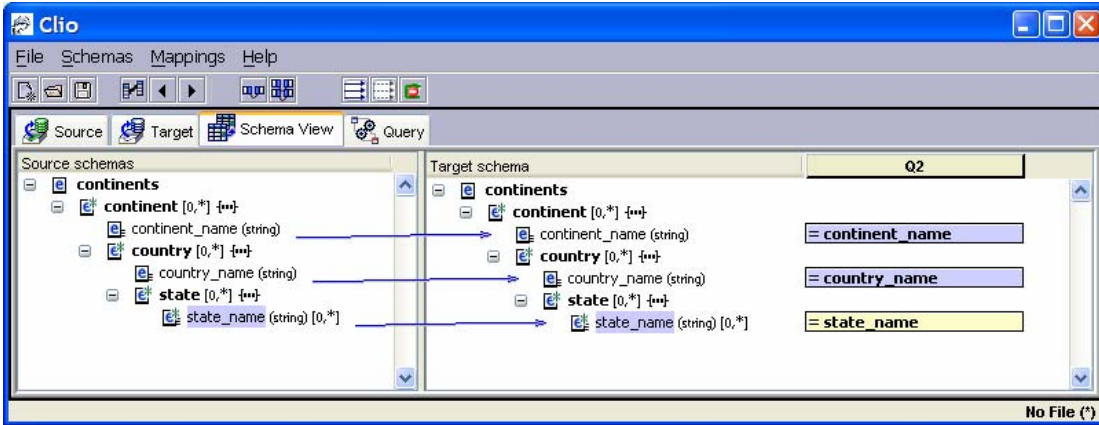 Clio
File Schemas Mappings Help
Source Target Schema View Query
Source schemas
continents
continent [0,*]
continent_name (string)
country [0,*]
country_name (string)
state [0,*]
state_name (string) [0,*]
Target schema Q2
continents
continent [0,*]
continent_name (string) = continent_name
country [0,*]
country_name (string) = country_name
state [0,*]
state_name (string) [0,*] = state_name
No File (*)